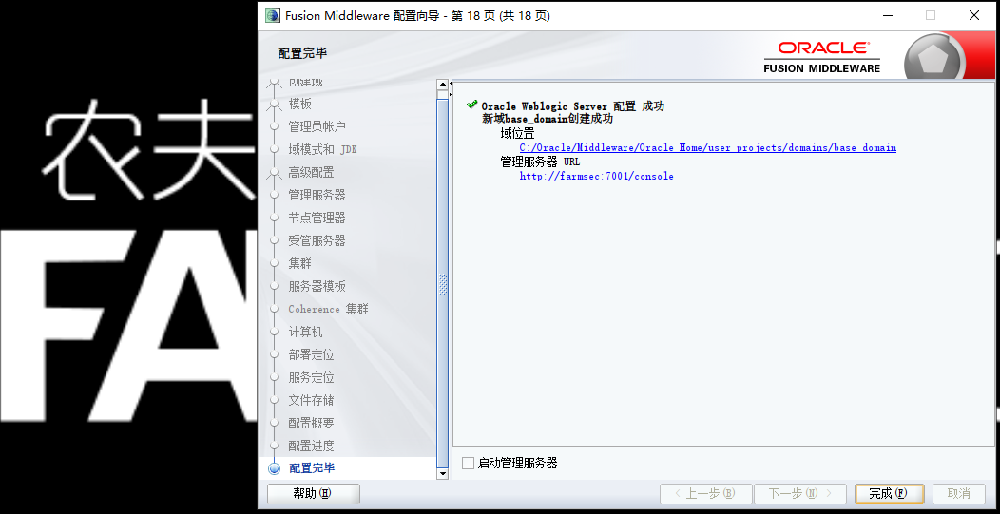 Fusion Middleware 配置向导 - 第 18 页 (共 18 页)
配置完毕
ORACLE
FUSION MIDDLEWARE
农夫
FA
模板
管理员帐户
域模式和 JDK
高级配置
管理服务器
节点管理器
受管服务器
集群
服务器模板
Coherence 集群
计算机
部署定位
服务定位
文件存储
配置概要
配置进度
配置完毕
Oracle Weblogic Server 配置 成功
新域base_domain创建成功
域位置
C:/Oracle/Middleware/Oracle_Home/user_projects/domains/base_domain
管理服务器 URL
http://farmsec:7001/console
启动管理服务器
帮助(H)
< 上一步(B)
下一步(N) >
完成(F)
取消